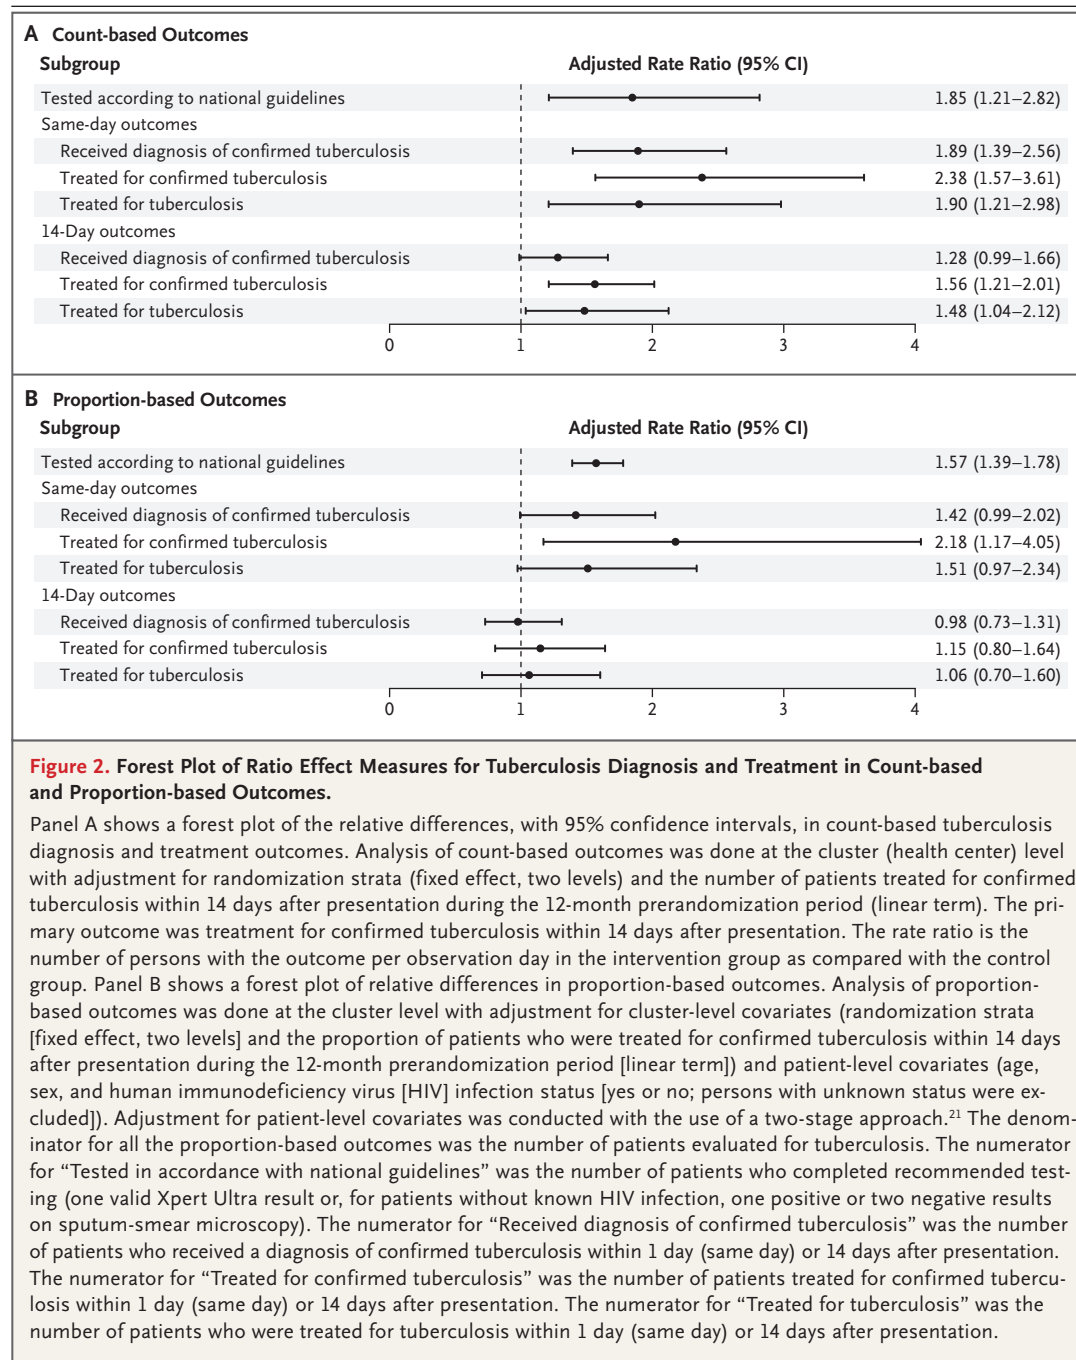 A Count-based Outcomes
Subgroup Adjusted Rate Ratio (95% CI)
Tested according to national guidelines 1.85 (1.21–2.82)
Same-day outcomes
Received diagnosis of confirmed tuberculosis 1.89 (1.39–2.56)
Treated for confirmed tuberculosis 2.38 (1.57–3.61)
Treated for tuberculosis 1.90 (1.21–2.98)
14-Day outcomes
Received diagnosis of confirmed tuberculosis 1.28 (0.99–1.66)
Treated for confirmed tuberculosis 1.56 (1.21–2.01)
Treated for tuberculosis 1.48 (1.04–2.12)
0 1 2 3 4
B Proportion-based Outcomes
Subgroup Adjusted Rate Ratio (95% CI)
Tested according to national guidelines 1.57 (1.39–1.78)
Same-day outcomes
Received diagnosis of confirmed tuberculosis 1.42 (0.99–2.02)
Treated for confirmed tuberculosis 2.18 (1.17–4.05)
Treated for tuberculosis 1.51 (0.97–2.34)
14-Day outcomes
Received diagnosis of confirmed tuberculosis 0.98 (0.73–1.31)
Treated for confirmed tuberculosis 1.15 (0.80–1.64)
Treated for tuberculosis 1.06 (0.70–1.60)
0 1 2 3 4
Figure 2. Forest Plot of Ratio Effect Measures for Tuberculosis Diagnosis and Treatment in Count-based
and Proportion-based Outcomes.
Panel A shows a forest plot of the relative differences, with 95% confidence intervals, in count-based tuberculosis
diagnosis and treatment outcomes. Analysis of count-based outcomes was done at the cluster (health center) level
with adjustment for randomization strata (fixed effect, two levels) and the number of patients treated for confirmed
tuberculosis within 14 days after presentation during the 12-month prerandomization period (linear term). The pri-
mary outcome was treatment for confirmed tuberculosis within 14 days after presentation. The rate ratio is the
number of persons with the outcome per observation day in the intervention group as compared with the control
group. Panel B shows a forest plot of relative differences in proportion-based outcomes. Analysis of proportion-
based outcomes was done at the cluster level with adjustment for cluster-level covariates (randomization strata
[fixed effect, two levels] and the proportion of patients who were treated for confirmed tuberculosis within 14 days
after presentation during the 12-month prerandomization period [linear term]) and patient-level covariates (age,
sex, and human immunodeficiency virus [HIV] infection status [yes or no; persons with unknown status were ex-
cluded]). Adjustment for patient-level covariates was conducted with the use of a two-stage approach.21 The denom-
inator for all the proportion-based outcomes was the number of patients evaluated for tuberculosis. The numerator
for “Tested in accordance with national guidelines” was the number of patients who completed recommended test-
ing (one valid Xpert Ultra result or, for patients without known HIV infection, one positive or two negative results
on sputum-smear microscopy). The numerator for “Received diagnosis of confirmed tuberculosis” was the number
of patients who received a diagnosis of confirmed tuberculosis within 1 day (same day) or 14 days after presentation.
The numerator for “Treated for confirmed tuberculosis” was the number of patients treated for confirmed tubercu-
losis within 1 day (same day) or 14 days after presentation. The numerator for “Treated for tuberculosis” was the
number of patients who were treated for tuberculosis within 1 day (same day) or 14 days after presentation.